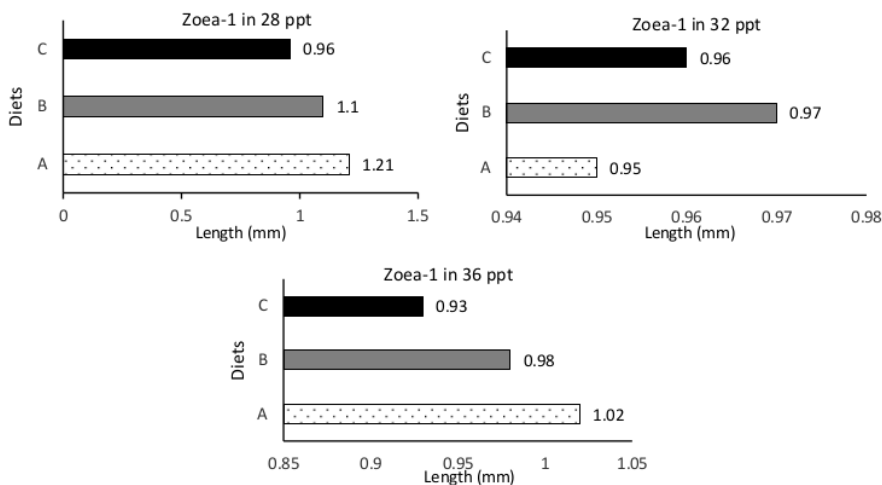 Zoea-1 in 28 ppt
Diets
C
0.96
B
1.1
A
1.21
0 0.5 1 1.5
Length (mm)
Zoea-1 in 32 ppt
Diets
C
0.96
B
0.97
A
0.95
0.94 0.95 0.96 0.97 0.98
Length (mm)
Zoea-1 in 36 ppt
Diets
C
0.93
B
0.98
A
1.02
0.85 0.9 0.95 1 1.05
Length (mm)